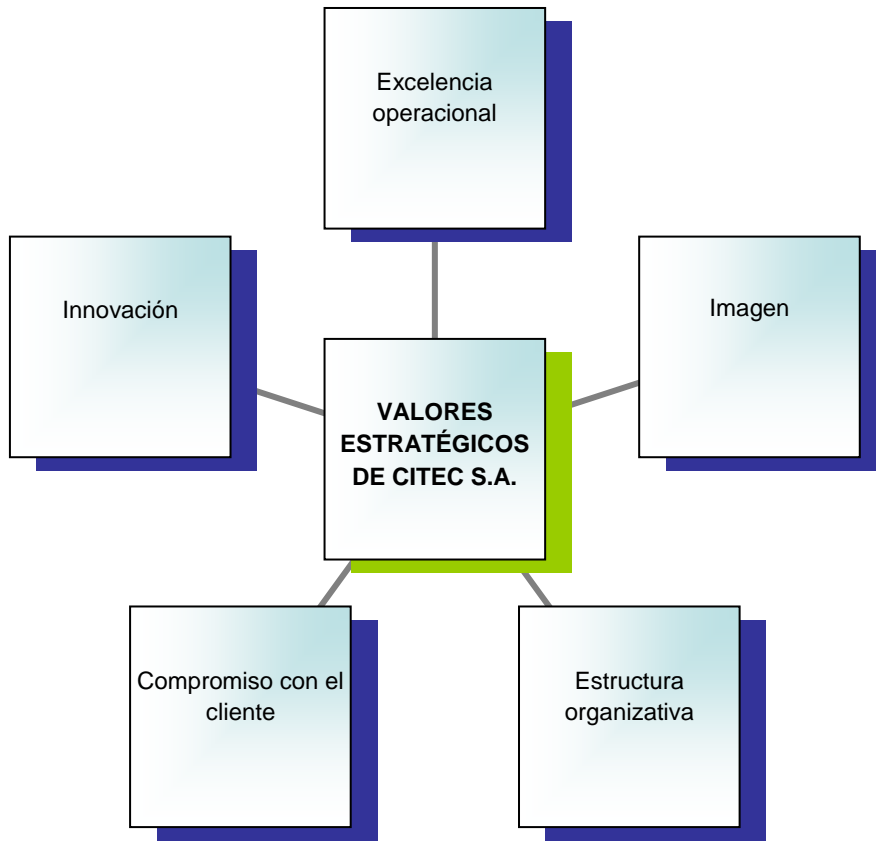 Excelencia
operacional
Innovación
Imagen
VALORES
ESTRATÉGICOS
DE CITEC S.A.
Compromiso con el
cliente
Estructura
organizativa